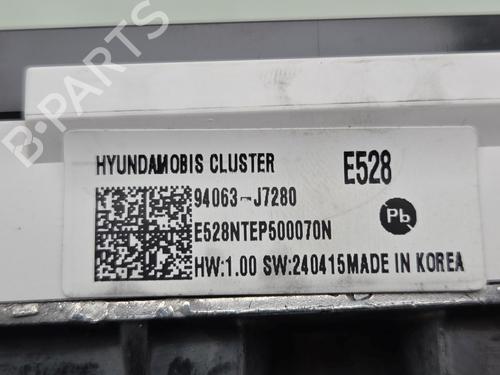 B-PARTS
HYUNDAMOBIS CLUSTER
E528
94063-J7280
Pb
E528NTEP500070N
HW:1.00 SW:240415MADE IN KOREA